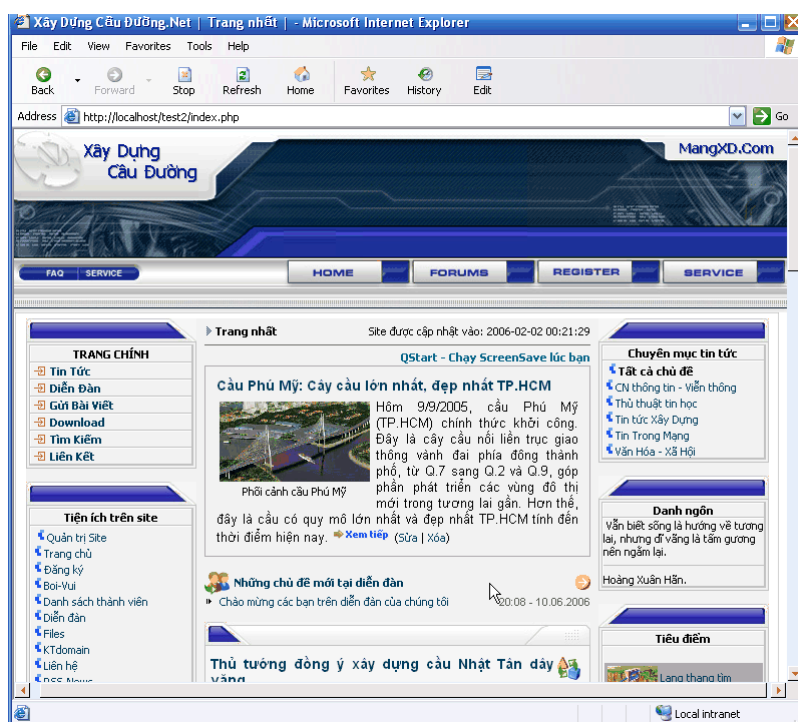 Xây Dựng Cầu Đường.Net | Trang nhất | - Microsoft Internet Explorer
File Edit View Favorites Tools Help
Back Forward Stop Refresh Home Favorites History Edit
Address http://localhost/test2/index.php Go
Xây Dựng
Cầu Đường
MangXD.Com
FAQ SERVICE HOME FORUMS REGISTER SERVICE
TRANG CHÍNH
Tin Tức
Diễn Đàn
Gửi Bài Viết
Download
Tìm Kiếm
Liên Kết
Tiện ích trên site
Quản trị Site
Trang chủ
Đăng ký
Boi-Vui
Danh sách thành viên
Diễn đàn
Files
KTdomain
Liên hệ
RSS News
Trang nhất Site được cập nhật vào: 2006-02-02 00:21:29
QStart - Chạy ScreenSave lúc bạn
Cầu Phú Mỹ: Cây cầu lớn nhất, đẹp nhất TP.HCM
Hôm 9/9/2005, cầu Phú Mỹ
(TP.HCM) chính thức khởi công.
Đây là cây cầu nối liền trục giao
thông vành đai phía đông thành
phố, từ Q.7 sang Q.2 và Q.9, góp
phần phát triển các vùng đô thị
mới trong tương lai gần. Hơn thế,
Phối cảnh cầu Phú Mỹ
đây là cầu có quy mô lớn nhất và đẹp nhất TP.HCM tính đến
thời điểm hiện nay. Xem tiếp (Sửa | Xóa)
Những chủ đề mới tại diễn đàn
Chào mừng các bạn trên diễn đàn của chúng tôi 20:08 - 10.06.2006
Thủ tướng đồng ý xây dựng cầu Nhật Tân dây
văng
Chuyên mục tin tức
Tất cả chủ đề
CN thông tin - Viễn thông
Thủ thuật tin học
Tin tức Xây Dựng
Tin Trong Mạng
Văn Hóa - Xã Hội
Danh ngôn
Vẫn biết sống là hướng về tương
lai, nhưng dĩ vãng là tấm gương
nên ngắm lại.
Hoàng Xuân Hãn.
Tiêu điểm
Lang thang tìm
Local intranet